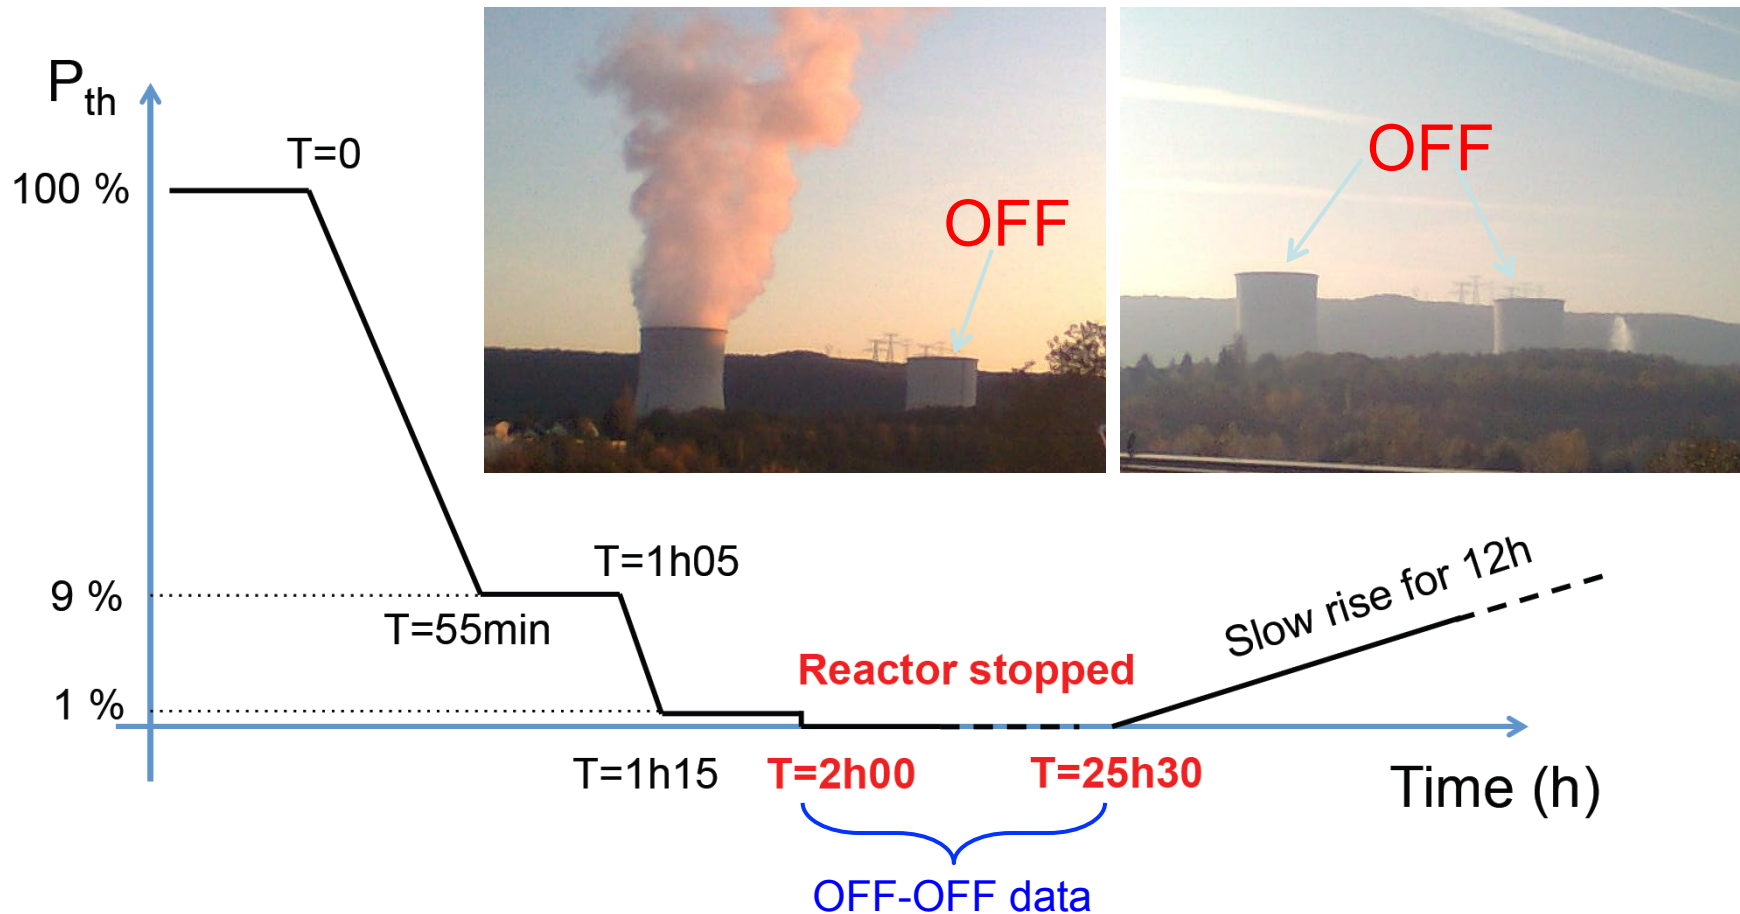 P_th
T=0
100 %
OFF
OFF
T=1h05
9 %
T=55min
Slow rise for 12h
Reactor stopped
1 %
T=1h15
T=2h00
T=25h30
Time (h)
OFF-OFF data